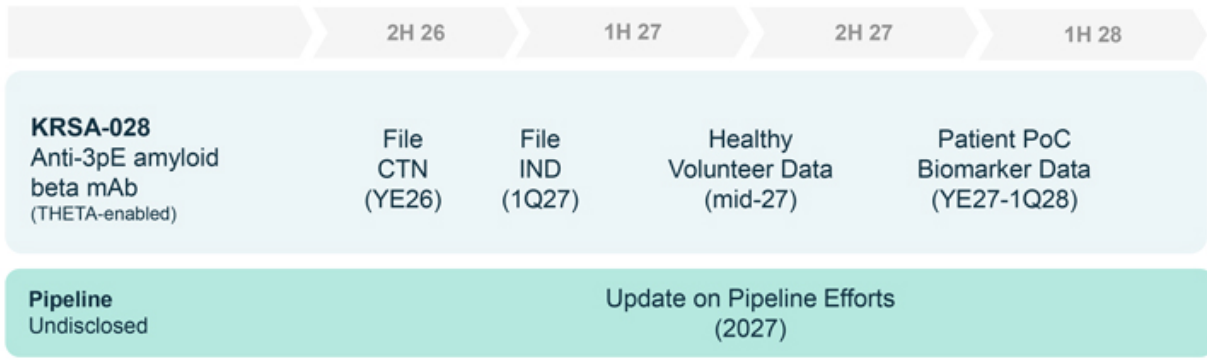 2H 26
1H 27
2H 27
1H 28
KRSA-028
Anti-3pE amyloid
beta mAb
(THETA-enabled)
File
CTN
(YE26)
File
IND
(1Q27)
Healthy
Volunteer Data
(mid-27)
Patient PoC
Biomarker Data
(YE27-1Q28)
Pipeline
Undisclosed
Update on Pipeline Efforts
(2027)